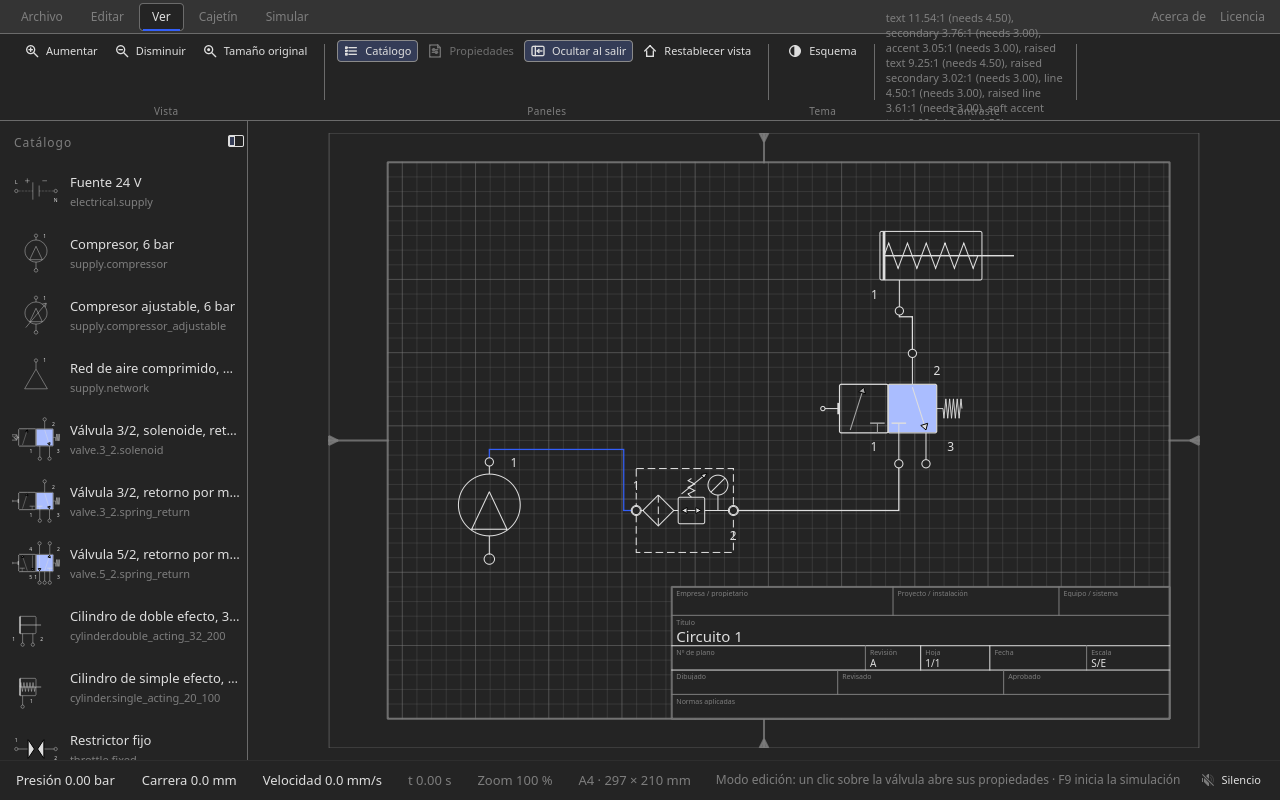 Archivo
Editar
Ver
Cajetín
Simular
Acerca de
Licencia
Aumentar
Disminuir
Tamaño original
Vista
Catálogo
Propiedades
Ocultar al salir
Restablecer vista
Paneles
Esquema
Tema
text 11.54:1 (needs 4.50),
secondary 3.76:1 (needs 3.00),
accent 3.05:1 (needs 3.00), raised
text 9.25:1 (needs 4.50), raised
secondary 3.02:1 (needs 3.00), line
4.50:1 (needs 3.00), raised line
3.61:1 (needs 3.00), soft accent
Contraste
Catálogo
Fuente 24 V
electrical.supply
Compresor, 6 bar
supply.compressor
Compresor ajustable, 6 bar
supply.compressor_adjustable
Red de aire comprimido, ...
supply.network
Válvula 3/2, solenoide, ret...
valve.3_2.solenoid
Válvula 3/2, retorno por m...
valve.3_2.spring_return
Válvula 5/2, retorno por m...
valve.5_2.spring_return
Cilindro de doble efecto, 3...
cylinder.double_acting_32_200
Cilindro de simple efecto, ...
cylinder.single_acting_20_100
Restrictor fijo
throttle.fixed
1
2
1
3
1
1
2
Empresa / propietario
Proyecto / instalación
Equipo / sistema
Título
Circuito 1
N° de plano
Revisión
A
Hoja
1/1
Fecha
Escala
S/E
Dibujado
Revisado
Aprobado
Normas aplicadas
Presión 0.00 bar
Carrera 0.0 mm
Velocidad 0.0 mm/s
t 0.00 s
Zoom 100 %
A4 · 297 × 210 mm
Modo edición: un clic sobre la válvula abre sus propiedades · F9 inicia la simulación
Silencio